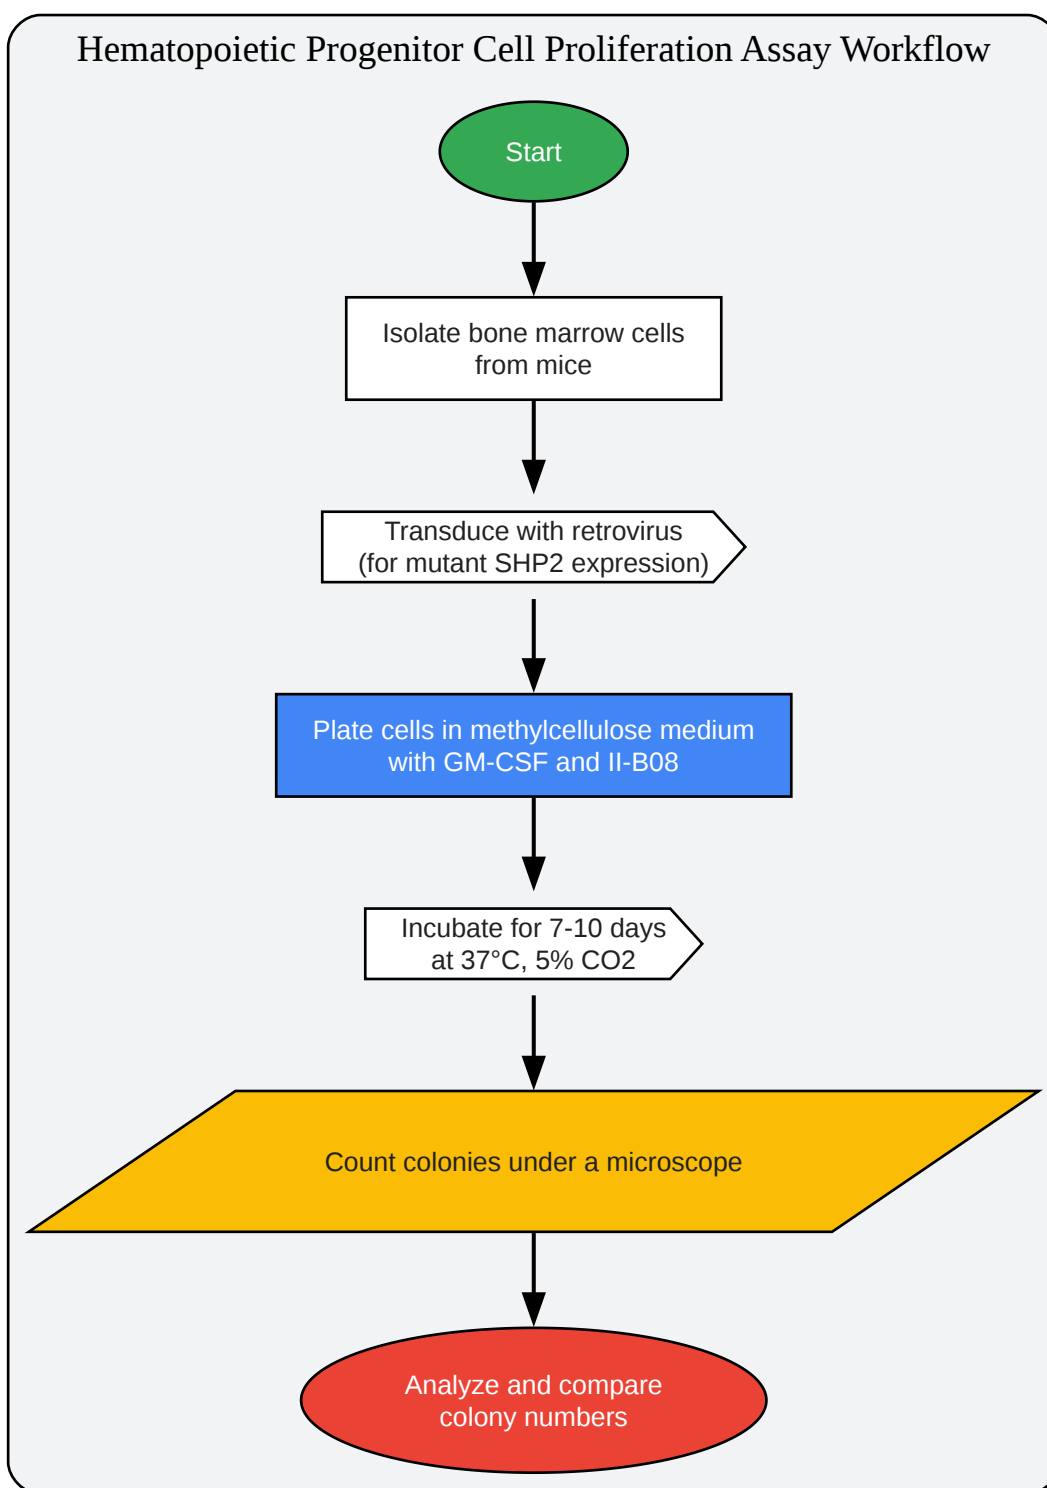 Hematopoietic Progenitor Cell Proliferation Assay Workflow
Start
Isolate bone marrow cells
from mice
Transduce with retrovirus
(for mutant SHP2 expression)
Plate cells in methylcellulose medium
with GM-CSF and II-B08
Incubate for 7-10 days
at 37°C, 5% CO2
Count colonies under a microscope
Analyze and compare
colony numbers